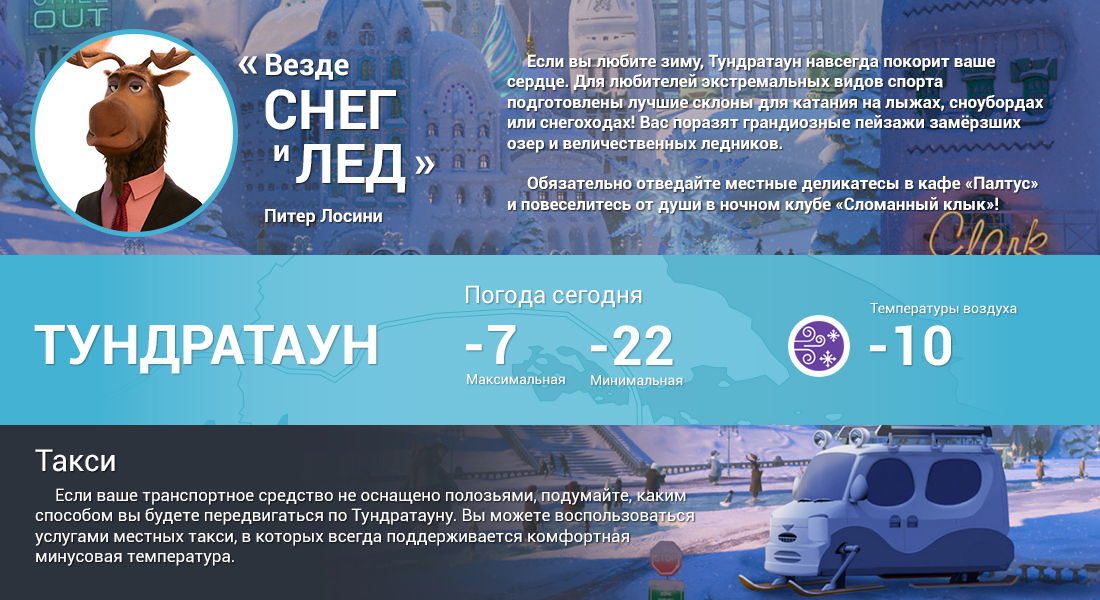 OUT
« Везде
СНЕГ
и ЛЕД »
Питер Лосини
Если вы любите зиму, Тундратаун навсегда покорит ваше
сердце. Для любителей экстремальных видов спорта
подготовлены лучшие склоны для катания на лыжах, сноубордах
или снегоходах! Вас поразят грандиозные пейзажи замёрзших
озер и величественных ледников.
Обязательно отведайте местные деликатесы в кафе «Палтус»
и повеселитесь от души в ночном клубе «Сломанный клык»!
Clark
ТУНДРАТАУН
Погода сегодня
-7
Максимальная
-22
Минимальная
Температуры воздуха
-10
Такси
Если ваше транспортное средство не оснащено полозьями, подумайте, каким
способом вы будете передвигаться по Тундратауну. Вы можете воспользоваться
услугами местных такси, в которых всегда поддерживается комфортная
минусовая температура.